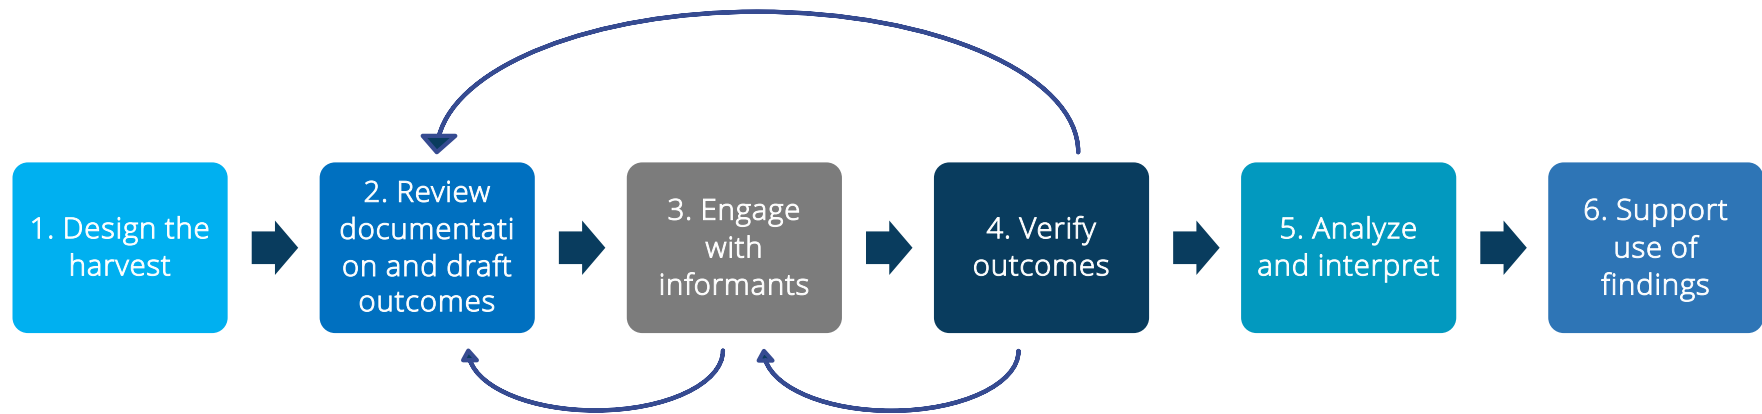 1. Design the
harvest
2. Review
documentati
on and draft
outcomes
3. Engage
with
informants
4. Verify
outcomes
5. Analyze
and interpret
6. Support
use of
findings